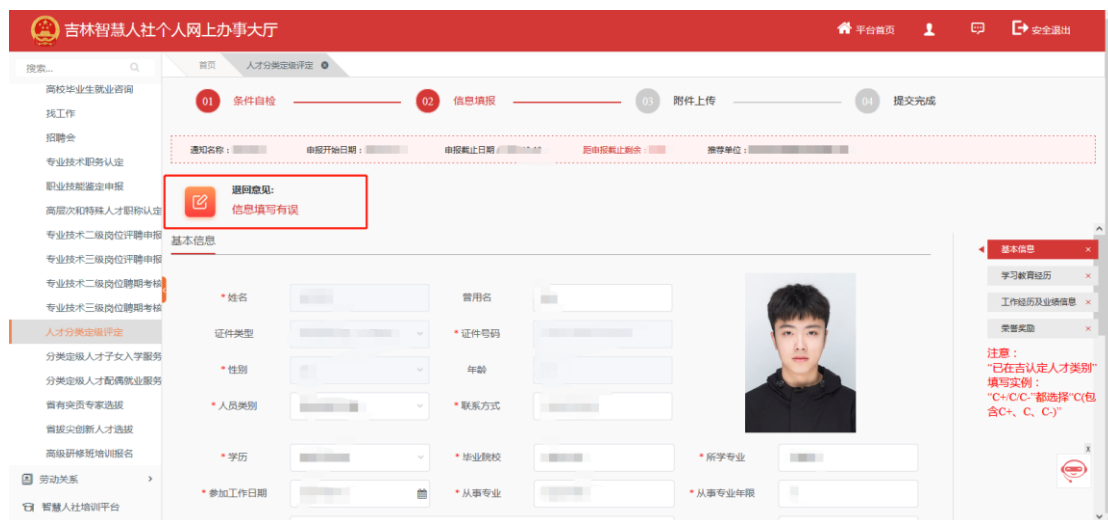 吉林智慧人社个人网上办事大厅
平台首页
安全退出
搜索...
首页
人才分类定级评定
高校毕业生就业咨询
找工作
招聘会
专业技术职务认定
职业技能鉴定申报
高层次和特殊人才职称认定
专业技术二级岗位评聘申报
专业技术三级岗位评聘申报
专业技术二级岗位聘期考核
专业技术三级岗位聘期考核
人才分类定级评定
分类定级人才子女入学服务
分类定级人才配偶就业服务
省有突贡专家选拔
省拔尖创新人才选拔
高级研修班培训报名
劳动关系
智慧人社培训平台
01 条件自检
02 信息填报
03 附件上传
04 提交完成
通知名称：
申报开始日期：
申报截止日期
距申报截止剩余：
推荐单位：
退回意见:
信息填写有误
基本信息
*姓名
曾用名
证件类型
*证件号码
*性别
年龄
*人员类别
*联系方式
*学历
*毕业院校
*所学专业
*参加工作日期
*从事专业
*从事专业年限
基本信息 ×
学习教育经历 ×
工作经历及业绩信息 ×
荣誉奖励 ×
注意：
“已在吉认定人才类别”
填写实例：
“C+/C/C-”都选择“C(包
含C+、C、C-)”
x